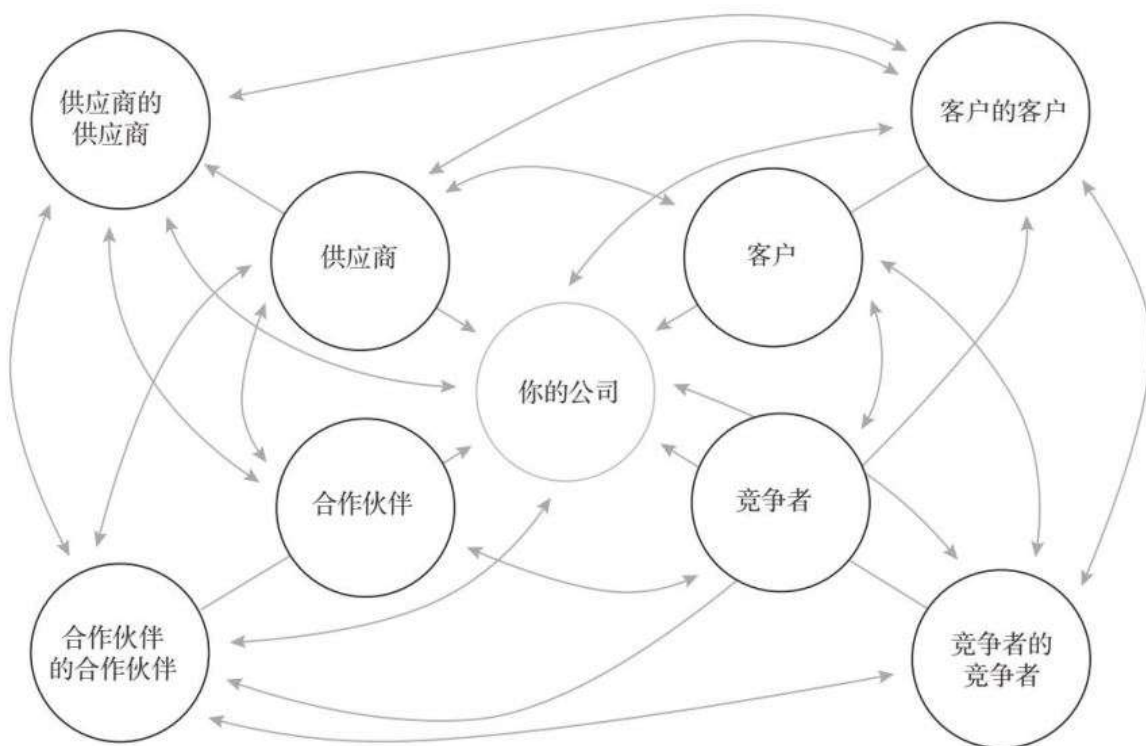 供应商的
供应商
客户的客户
供应商
客户
你的公司
合作伙伴
竞争者
合作伙伴
的合作伙伴
竞争者的
竞争者